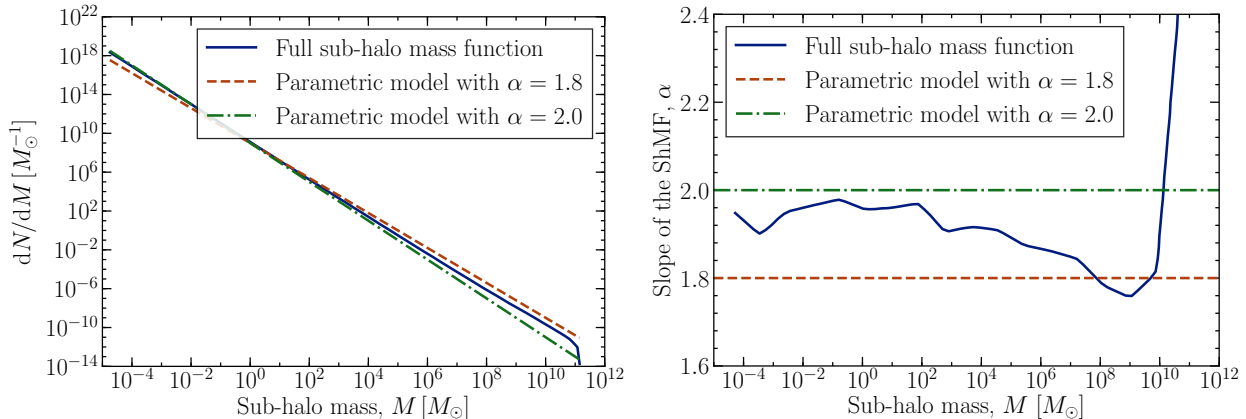 10^22
10^18
10^14
10^10
10^6
10^2
10^−2
10^−6
10^−10
10^−14
dN/dM [M_⊙^−1]
Full sub-halo mass function
Parametric model with α = 1.8
Parametric model with α = 2.0
10^−4 10^−2 10^0 10^2 10^4 10^6 10^8 10^10 10^12
Sub-halo mass, M [M_⊙]
2.4
2.2
2.0
1.8
1.6
Slope of the ShMF, α
Full sub-halo mass function
Parametric model with α = 1.8
Parametric model with α = 2.0
10^−4 10^−2 10^0 10^2 10^4 10^6 10^8 10^10 10^12
Sub-halo mass, M [M_⊙]